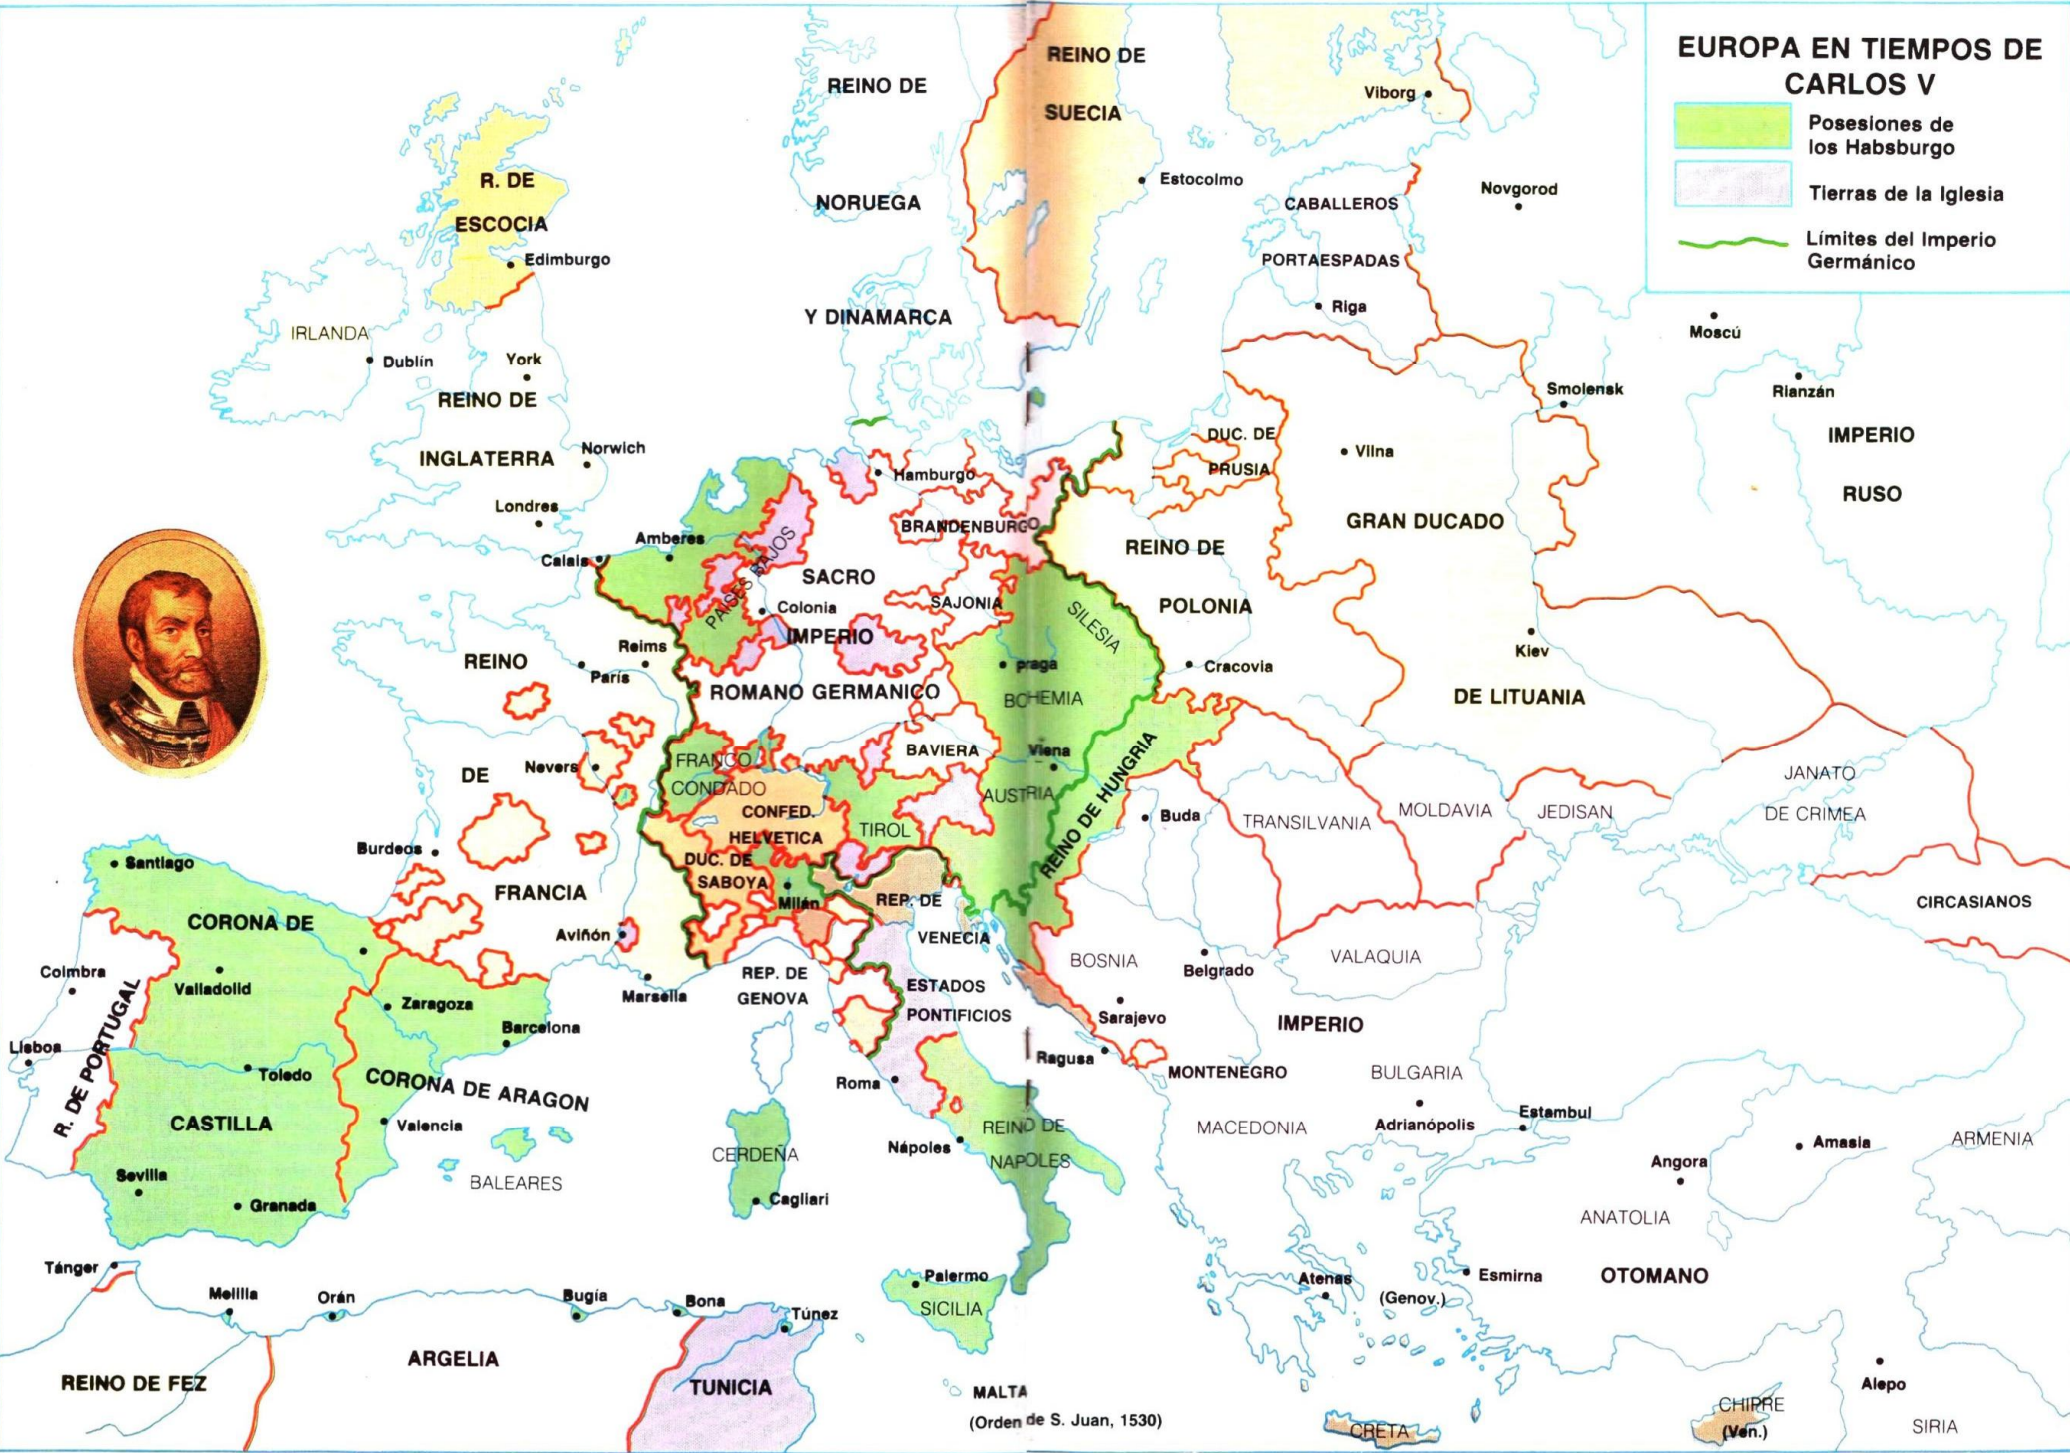 EUROPA EN TIEMPOS DE
CARLOS V
Posesiones de
los Habsburgo
Tierras de la Iglesia
Límites del Imperio
Germánico
REINO DE
NORUEGA
Y DINAMARCA
REINO DE
SUECIA
Estocolmo
Viborg
Novgorod
CABALLEROS
PORTAESPADAS
Riga
Moscú
Rianzán
Smolensk
IMPERIO
RUSO
R. DE
ESCOCIA
Edimburgo
IRLANDA
Dublín
York
REINO DE
INGLATERRA
Norwich
Londres
Calais
Amberes
PAISES BAJOS
Hamburgo
BRANDENBURGO
SACRO
IMPERIO
ROMANO GERMANICO
Colonia
SAJONIA
DUC. DE
PRUSIA
Vilna
GRAN DUCADO
DE LITUANIA
Kiev
REINO DE
POLONIA
Cracovia
SILESIA
praga
BOHEMIA
Viena
AUSTRIA
BAVIERA
TIROL
REINO DE HUNGRIA
Buda
TRANSILVANIA
MOLDAVIA
JEDISAN
JANATO
DE CRIMEA
CIRCASIANOS
REINO
DE
FRANCIA
Reims
París
Nevers
Burdeos
Aviñón
Marsella
FRANCO
CONDADO
CONFED.
HELVETICA
DUC. DE
SABOYA
Milán
REP. DE
VENECIA
REP. DE
GENOVA
ESTADOS
PONTIFICIOS
Roma
Nápoles
REINO DE
NAPOLES
CERDEÑA
Cagliari
Palermo
SICILIA
MALTA
(Orden de S. Juan, 1530)
Santiago
CORONA DE
CASTILLA
Valladolid
Toledo
Sevilla
Granada
Coimbra
Lisboa
R. DE PORTUGAL
Zaragoza
Barcelona
CORONA DE ARAGON
Valencia
BALEARES
Tánger
Melilla
Orán
Bugía
Bona
Túnez
REINO DE FEZ
ARGELIA
TUNICIA
BOSNIA
Sarajevo
Belgrado
Ragusa
MONTENEGRO
VALAQUIA
IMPERIO
OTOMANO
BULGARIA
MACEDONIA
Adrianópolis
Estambul
Atenas
(Genov.)
Esmirna
Angora
ANATOLIA
Amasia
ARMENIA
CRETA
CHIPRE
(Ven.)
Alepo
SIRIA